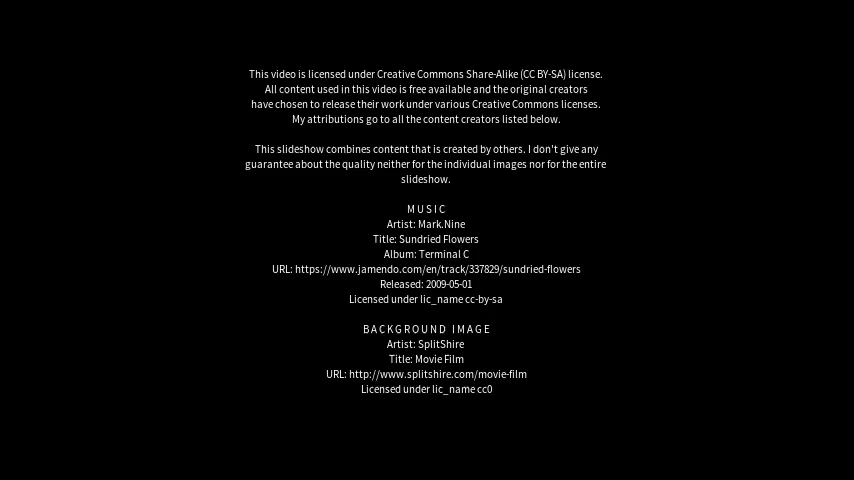 This video is licensed under Creative Commons Share-Alike (CC BY-SA) license.
All content used in this video is free available and the original creators
have chosen to release their work under various Creative Commons licenses.
My attributions go to all the content creators listed below.
This slideshow combines content that is created by others. I don't give any
guarantee about the quality neither for the individual images nor for the entire
slideshow.
MUSIC
Artist: Mark.Nine
Title: Sundried Flowers
Album: Terminal C
URL: https://www.jamendo.com/en/track/337829/sundried-flowers
Released: 2009-05-01
Licensed under lic_name cc-by-sa
BACKGROUND IMAGE
Artist: SplitShire
Title: Movie Film
URL: http://www.splitshire.com/movie-film
Licensed under lic_name cc0